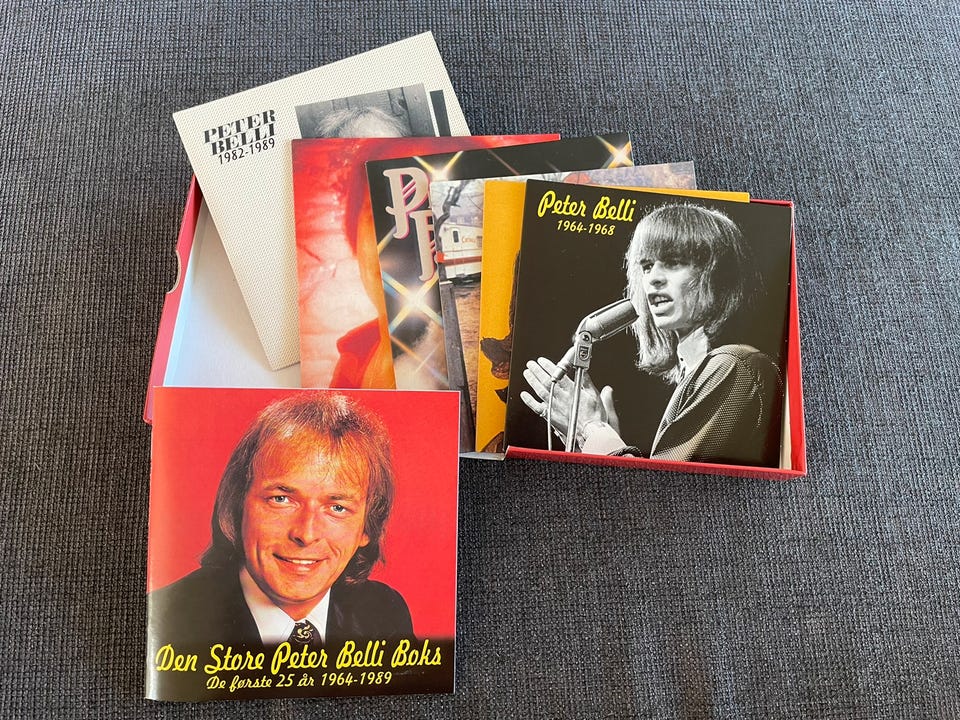 PETER
BELLI
1982-1989
Peter Belli
1964-1968
Den Store Peter Belli Boks
De første 25 år 1964-1989